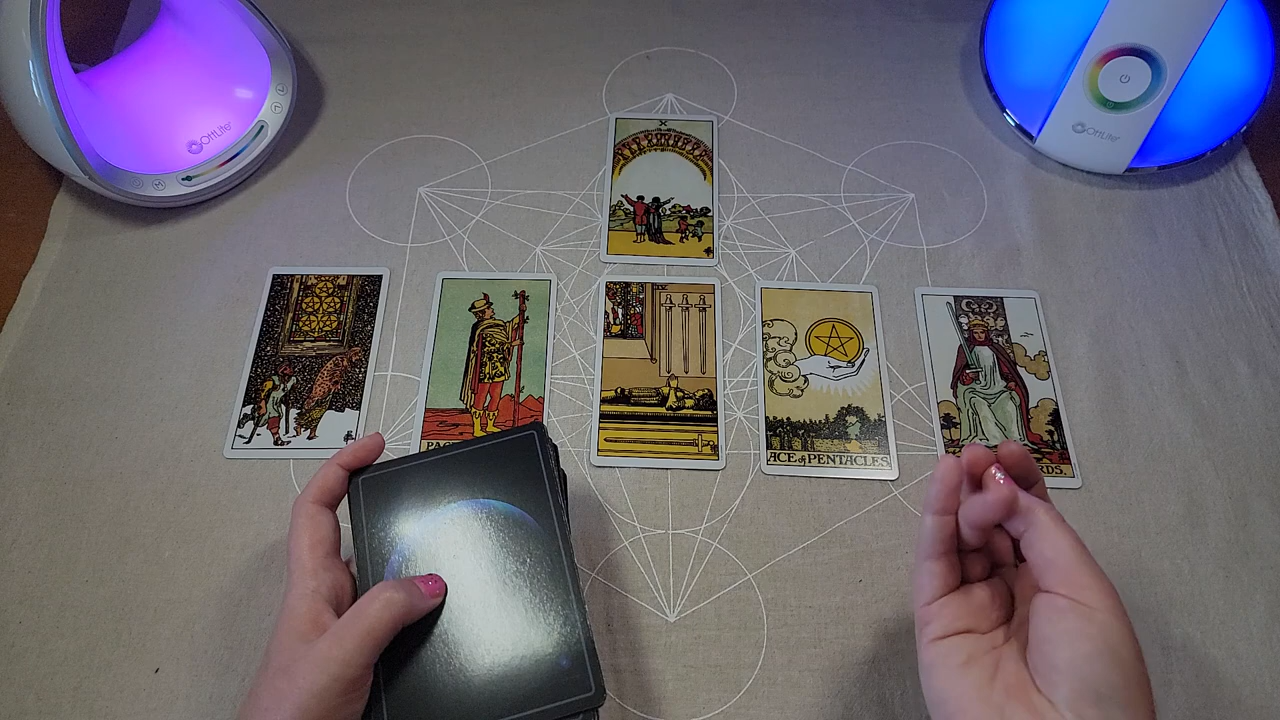 OttLite
OttLite
X
PAG
ACE of PENTACLES.
RDS.